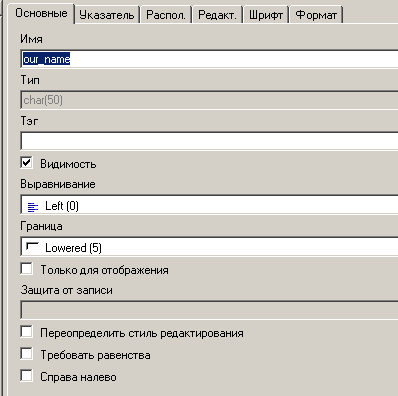 Основные Указатель Распол. Редакт. Шрифт Формат
Имя
our_name
Тип
char(50)
Тэг
Видимость
Выравнивание
Left (0)
Граница
Lowered (5)
Только для отображения
Защита от записи
Переопределить стиль редактирования
Требовать равенства
Справа налево